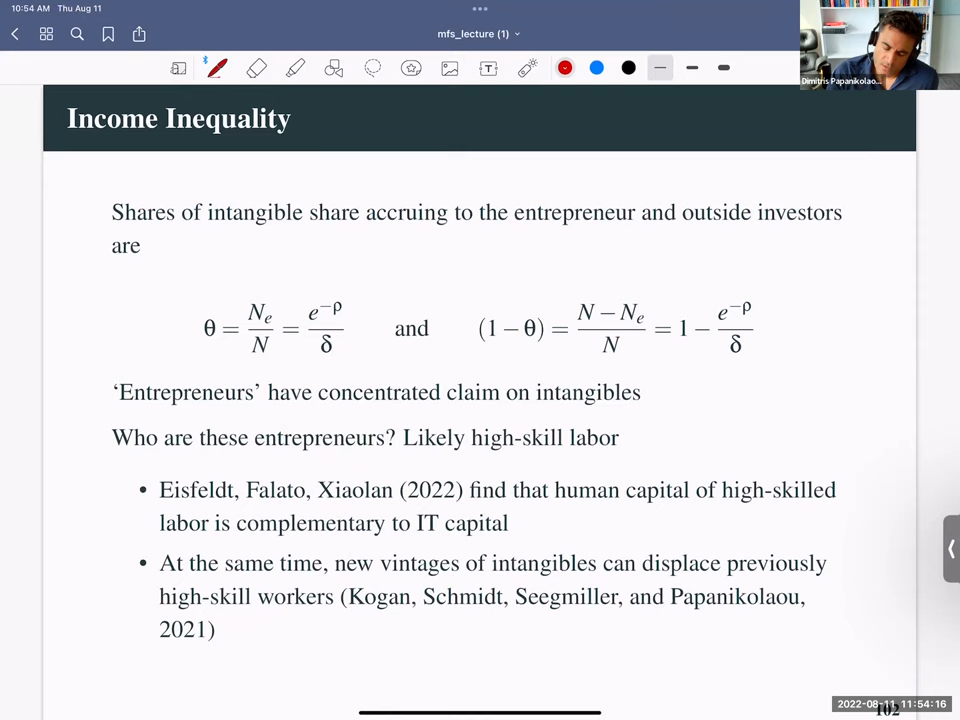 10:54 AM Thu Aug 11
mfs_lecture (1)
Dimitris Papanikolao...
Income Inequality
Shares of intangible share accruing to the entrepreneur and outside investors
are
θ = N_e/N = e^{−ρ}/δ and (1 − θ) = (N − N_e)/N = 1 − e^{−ρ}/δ
‘Entrepreneurs’ have concentrated claim on intangibles
Who are these entrepreneurs? Likely high-skill labor
• Eisfeldt, Falato, Xiaolan (2022) find that human capital of high-skilled
labor is complementary to IT capital
• At the same time, new vintages of intangibles can displace previously
high-skill workers (Kogan, Schmidt, Seegmiller, and Papanikolaou,
2021)
2022-08-11 11:54:16
102